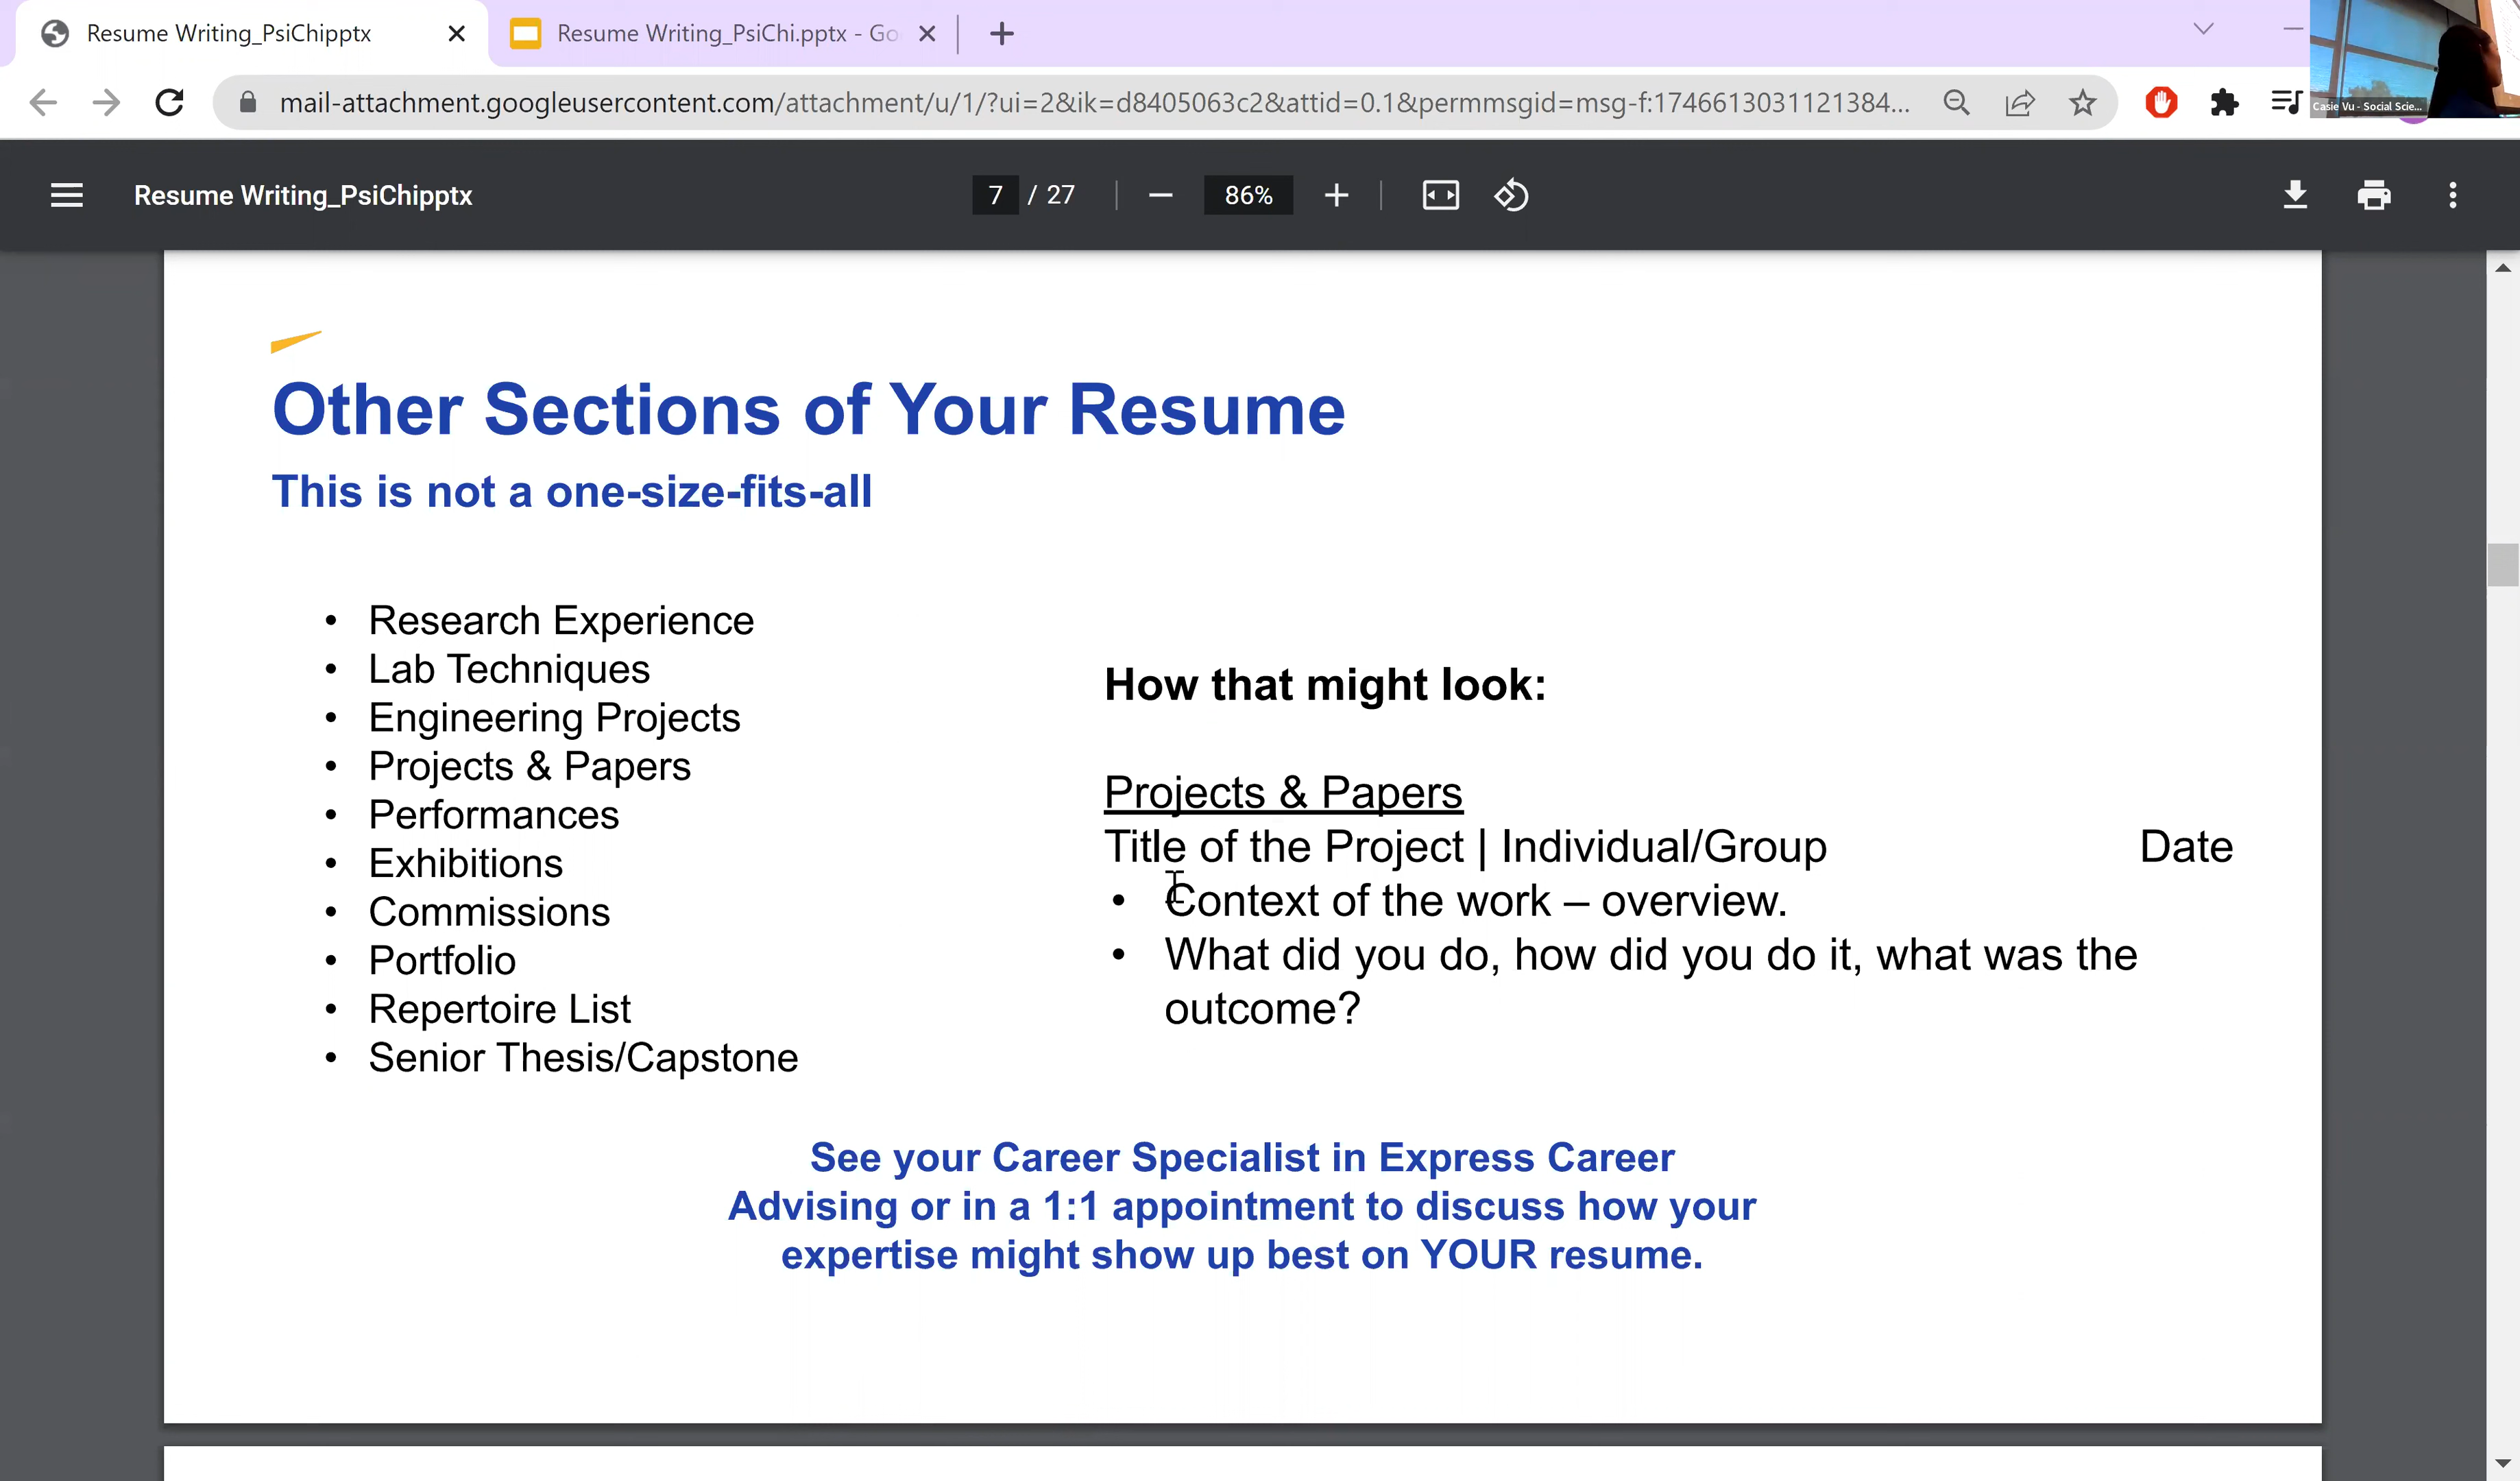 Resume Writing_PsiChipptx
Resume Writing_PsiChi.pptx - Go
mail-attachment.googleusercontent.com/attachment/u/1/?ui=2&ik=d8405063c2&attid=0.1&permmsgid=msg-f:1746613031121384...
Casie Vu - Social Scie...
Resume Writing_PsiChipptx
7 / 27
86%
Other Sections of Your Resume
This is not a one-size-fits-all
• Research Experience
• Lab Techniques
• Engineering Projects
• Projects & Papers
• Performances
• Exhibitions
• Commissions
• Portfolio
• Repertoire List
• Senior Thesis/Capstone
How that might look:
Projects & Papers
Title of the Project | Individual/Group Date
• Context of the work – overview.
• What did you do, how did you do it, what was the
outcome?
See your Career Specialist in Express Career
Advising or in a 1:1 appointment to discuss how your
expertise might show up best on YOUR resume.